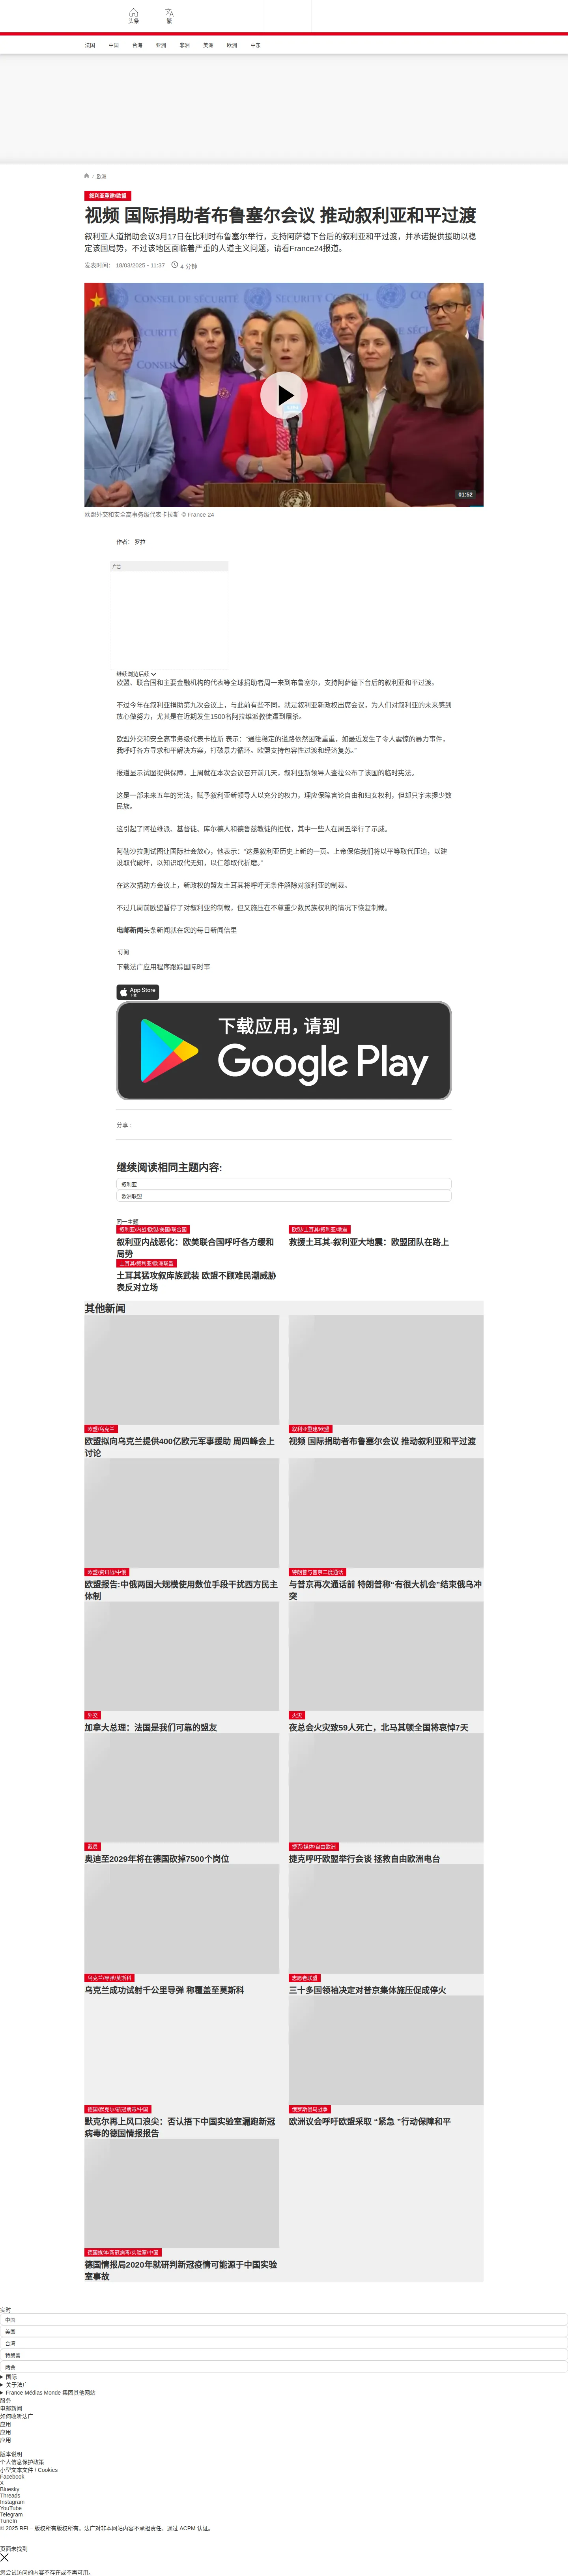 头条
繁
法国
中国
台海
亚洲
非洲
美洲
欧洲
中东
/ 欧洲
叙利亚重建/欧盟
视频 国际捐助者布鲁塞尔会议 推动叙利亚和平过渡
叙利亚人道捐助会议3月17日在比利时布鲁塞尔举行，支持阿萨德下台后的叙利亚和平过渡，并承诺提供援助以稳
定该国局势，不过该地区面临着严重的人道主义问题，请看France24报道。
发表时间： 18/03/2025 - 11:37
4 分钟
01:52
欧盟外交和安全高事务级代表卡拉斯 © France 24
作者： 罗拉
广告
继续浏览后续
欧盟、联合国和主要金融机构的代表等全球捐助者周一来到布鲁塞尔，支持阿萨德下台后的叙利亚和平过渡。
不过今年在叙利亚捐助第九次会议上，与此前有些不同，就是叙利亚新政权出席会议，为人们对叙利亚的未来感到
放心做努力，尤其是在近期发生1500名阿拉维派教徒遭到屠杀。
欧盟外交和安全高事务级代表卡拉斯 表示：“通往稳定的道路依然困难重重，如最近发生了令人震惊的暴力事件，
我呼吁各方寻求和平解决方案，打破暴力循环。欧盟支持包容性过渡和经济复苏。”
报道显示试图提供保障，上周就在本次会议召开前几天，叙利亚新领导人查拉公布了该国的临时宪法。
这是一部未来五年的宪法，赋予叙利亚新领导人以充分的权力，理应保障言论自由和妇女权利，但却只字未提少数
民族。
这引起了阿拉维派、基督徒、库尔德人和德鲁兹教徒的担忧，其中一些人在周五举行了示威。
阿勒沙拉则试图让国际社会放心，他表示：“这是叙利亚历史上新的一页。上帝保佑我们将以平等取代压迫，以建
设取代破坏，以知识取代无知，以仁慈取代折磨。”
在这次捐助方会议上，新政权的盟友土耳其将呼吁无条件解除对叙利亚的制裁。
不过几周前欧盟暂停了对叙利亚的制裁，但又施压在不尊重少数民族权利的情况下恢复制裁。
电邮新闻头条新闻就在您的每日新闻信里
订阅
下载法广应用程序跟踪国际时事
App Store
下载应用，请到
Google Play
分享 :
继续阅读相同主题内容:
叙利亚
欧洲联盟
同一主题
叙利亚/内战/欧盟/美国/联合国
叙利亚内战恶化：欧美联合国呼吁各方缓和
局势
欧盟/土耳其/叙利亚/地震
救援土耳其-叙利亚大地震：欧盟团队在路上
土耳其/叙利亚/欧洲联盟
土耳其猛攻叙库族武装 欧盟不顾难民潮威胁
表反对立场
其他新闻
欧盟/乌克兰
欧盟拟向乌克兰提供400亿欧元军事援助 周四峰会上
讨论
叙利亚重建/欧盟
视频 国际捐助者布鲁塞尔会议 推动叙利亚和平过渡
欧盟/资讯战/中俄
欧盟报告:中俄两国大规模使用数位手段干扰西方民主
体制
特朗普与普京二度通话
与普京再次通话前 特朗普称“有很大机会”结束俄乌冲
突
外交
加拿大总理：法国是我们可靠的盟友
火灾
夜总会火灾致59人死亡，北马其顿全国将哀悼7天
裁员
奥迪至2029年将在德国砍掉7500个岗位
捷克/媒体/自由欧洲
捷克呼吁欧盟举行会谈 拯救自由欧洲电台
乌克兰/导弹/莫斯科
乌克兰成功试射千公里导弹 称覆盖至莫斯科
志愿者联盟
三十多国领袖决定对普京集体施压促成停火
德国/默克尔/新冠病毒/中国
默克尔再上风口浪尖：否认捂下中国实验室漏跑新冠
病毒的德国情报报告
俄罗斯侵乌战争
欧洲议会呼吁欧盟采取 “紧急 ”行动保障和平
德国媒体/新冠病毒/实验室/中国
德国情报局2020年就研判新冠疫情可能源于中国实验
室事故
实时
中国
美国
台湾
特朗普
两会
国际
关于法广
France Médias Monde 集团其他网站
服务
电邮新闻
如何收听法广
应用
应用
应用
版本说明
个人信息保护政策
小型文本文件 / Cookies
Facebook
X
Bluesky
Threads
Instagram
YouTube
Telegram
TuneIn
© 2025 RFI – 版权所有版权所有。法广对非本网站内容不承担责任。通过 ACPM 认证。
页面未找到
您尝试访问的内容不存在或不再可用。